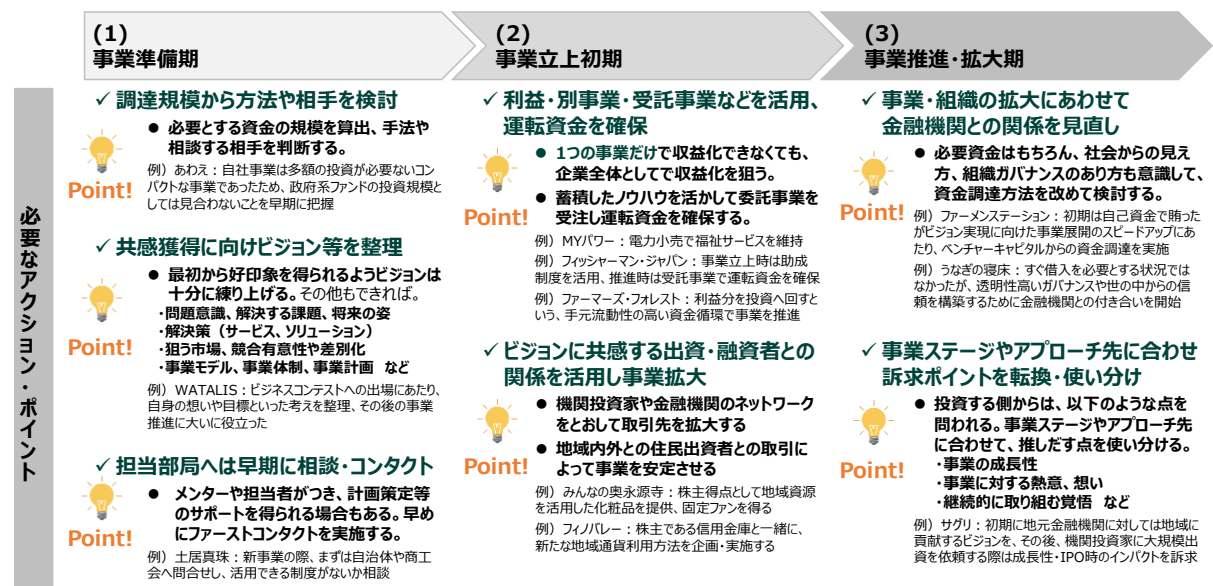 (1)
事業準備期
(2)
事業立上初期
(3)
事業推進・拡大期
必要なアクション・ポイント
✓ 調達規模から方法や相手を検討
Point!
● 必要とする資金の規模を算出、手法や
相談する相手を判断する。
例）あわえ：自社事業は多額の投資が必要ないコン
パクトな事業であったため、政府系ファンドの投資規模と
しては見合わないことを早期に把握
✓ 共感獲得に向けビジョン等を整理
Point!
● 最初から好印象を得られるようビジョンは
十分に練り上げる。その他もできれば。
・問題意識、解決する課題、将来の姿
・解決策（サービス、ソリューション）
・狙う市場、競合有意性や差別化
・事業モデル、事業体制、事業計画 など
例）WATALIS：ビジネスコンテストへの出場にあたり、
自身の想いや目標といった考えを整理、その後の事業
推進に大いに役立った
✓ 担当部局へは早期に相談・コンタクト
Point!
● メンターや担当者がつき、計画策定等
のサポートを得られる場合もある。早め
にファーストコンタクトを実施する。
例）土居真珠：新事業の際、まずは自治体や商工
会へ問合せし、活用できる制度がないか相談
✓ 利益・別事業・受託事業などを活用、
運転資金を確保
Point!
● 1つの事業だけで収益化できなくても、
企業全体としてで収益化を狙う。
● 蓄積したノウハウを活かして委託事業を
受注し運転資金を確保する。
例）MYパワー：電力小売で福祉サービスを維持
例）フィッシャーマン・ジャパン：事業立上時は助成
制度を活用、推進時は受託事業で運転資金を確保
例）ファーマーズ・フォレスト：利益分を投資へ回すと
いう、手元流動性の高い資金循環で事業を推進
✓ ビジョンに共感する出資・融資者との
関係を活用し事業拡大
Point!
● 機関投資家や金融機関のネットワーク
をとおして取引先を拡大する
● 地域内外との住民出資者との取引に
よって事業を安定させる
例）みんなの奥永源寺：株主得点として地域資源
を活用した化粧品を提供、固定ファンを得る
例）フィノバレー：株主である信用金庫と一緒に、
新たな地域通貨利用方法を企画・実施する
✓ 事業・組織の拡大にあわせて
金融機関との関係を見直し
Point!
● 必要資金はもちろん、社会からの見え
方、組織ガバナンスのあり方も意識して、
資金調達方法を改めて検討する。
例）ファーメンステーション：初期は自己資金で賄った
がビジョン実現に向けた事業展開のスピードアップにあ
たり、ベンチャーキャピタルからの資金調達を実施
例）うなぎの寝床：すぐ借入を必要とする状況では
なかったが、透明性高いガバナンスや世の中からの信
頼を構築するために金融機関との付き合いを開始
✓ 事業ステージやアプローチ先に合わせ
訴求ポイントを転換・使い分け
Point!
● 投資する側からは、以下のような点を
問われる。事業ステージやアプローチ先
に合わせて、推しだす点を使い分ける。
・事業の成長性
・事業に対する熱意、想い
・継続的に取り組む覚悟 など
例）サグリ：初期に地元金融機関に対しては地域に
貢献するビジョンを、その後、機関投資家に大規模出
資を依頼する際は成長性・IPO時のインパクトを訴求